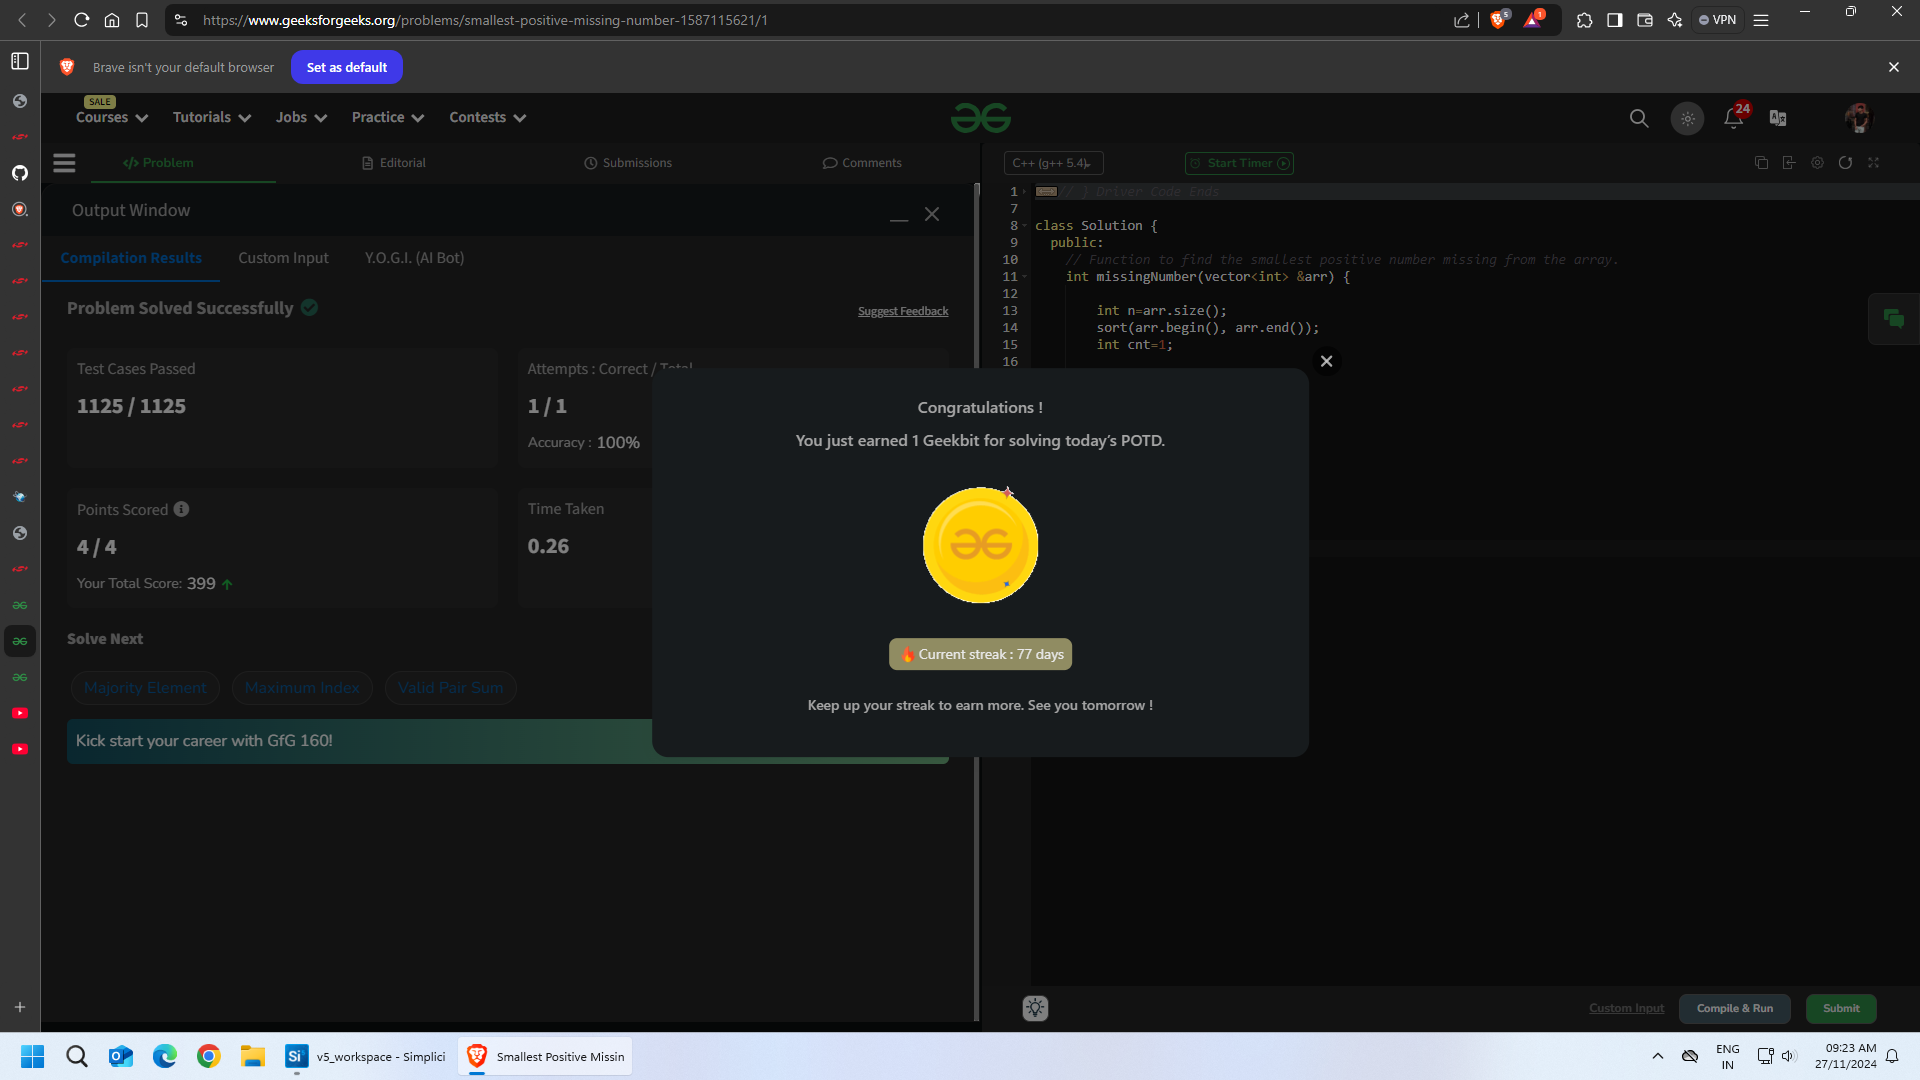 https://www.geeksforgeeks.org/problems/smallest-positive-missing-number-1587115621/1
5
1
VPN
Brave isn't your default browser
Set as default
SALE
Courses
Tutorials
Jobs
Practice
Contests
24
</> Problem
Editorial
Submissions
Comments
C++ (g++ 5.4)
Start Timer
Output Window
Compilation Results
Custom Input
Y.O.G.I. (AI Bot)
Problem Solved Successfully
Suggest Feedback
Test Cases Passed
1125 / 1125
Attempts : Correct / Total
1 / 1
Accuracy : 100%
Points Scored
4 / 4
Your Total Score: 399
Time Taken
0.26
Solve Next
Majority Element
Maximum Index
Valid Pair Sum
Kick start your career with GfG 160!
1 // } Driver Code Ends
7
8 class Solution {
9 public:
10 // Function to find the smallest positive number missing from the array.
11 int missingNumber(vector<int> &arr) {
12
13 int n=arr.size();
14 sort(arr.begin(), arr.end());
15 int cnt=1;
16
Congratulations !
You just earned 1 Geekbit for solving today's POTD.
Current streak : 77 days
Keep up your streak to earn more. See you tomorrow !
Custom Input
Compile & Run
Submit
Si
v5_workspace - Simplici
Smallest Positive Missin
ENG
IN
09:23 AM
27/11/2024